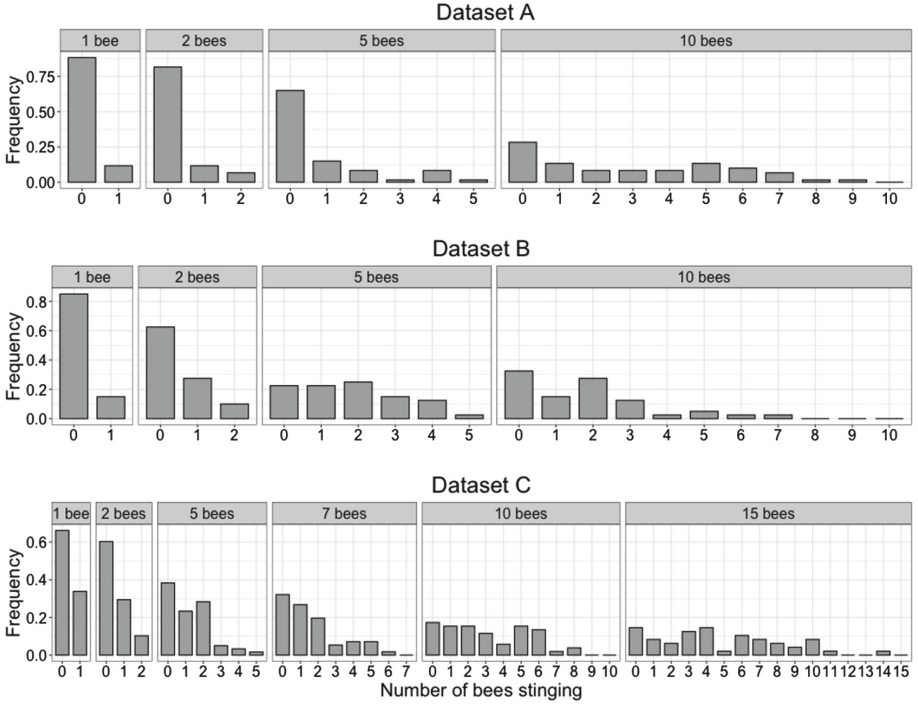 Dataset A
1 bee 2 bees 5 bees 10 bees
Frequency
0.75
0.50
0.25
0.00
0 1 0 1 2 0 1 2 3 4 5 0 1 2 3 4 5 6 7 8 9 10
Dataset B
1 bee 2 bees 5 bees 10 bees
Frequency
0.8
0.6
0.4
0.2
0.0
0 1 0 1 2 0 1 2 3 4 5 0 1 2 3 4 5 6 7 8 9 10
Dataset C
1 bee 2 bees 5 bees 7 bees 10 bees 15 bees
Frequency
0.6
0.4
0.2
0.0
0 1 0 1 2 0 1 2 3 4 5 0 1 2 3 4 5 6 7 0 1 2 3 4 5 6 7 8 9 10 0 1 2 3 4 5 6 7 8 9 10 11 12 13 14 15
Number of bees stinging